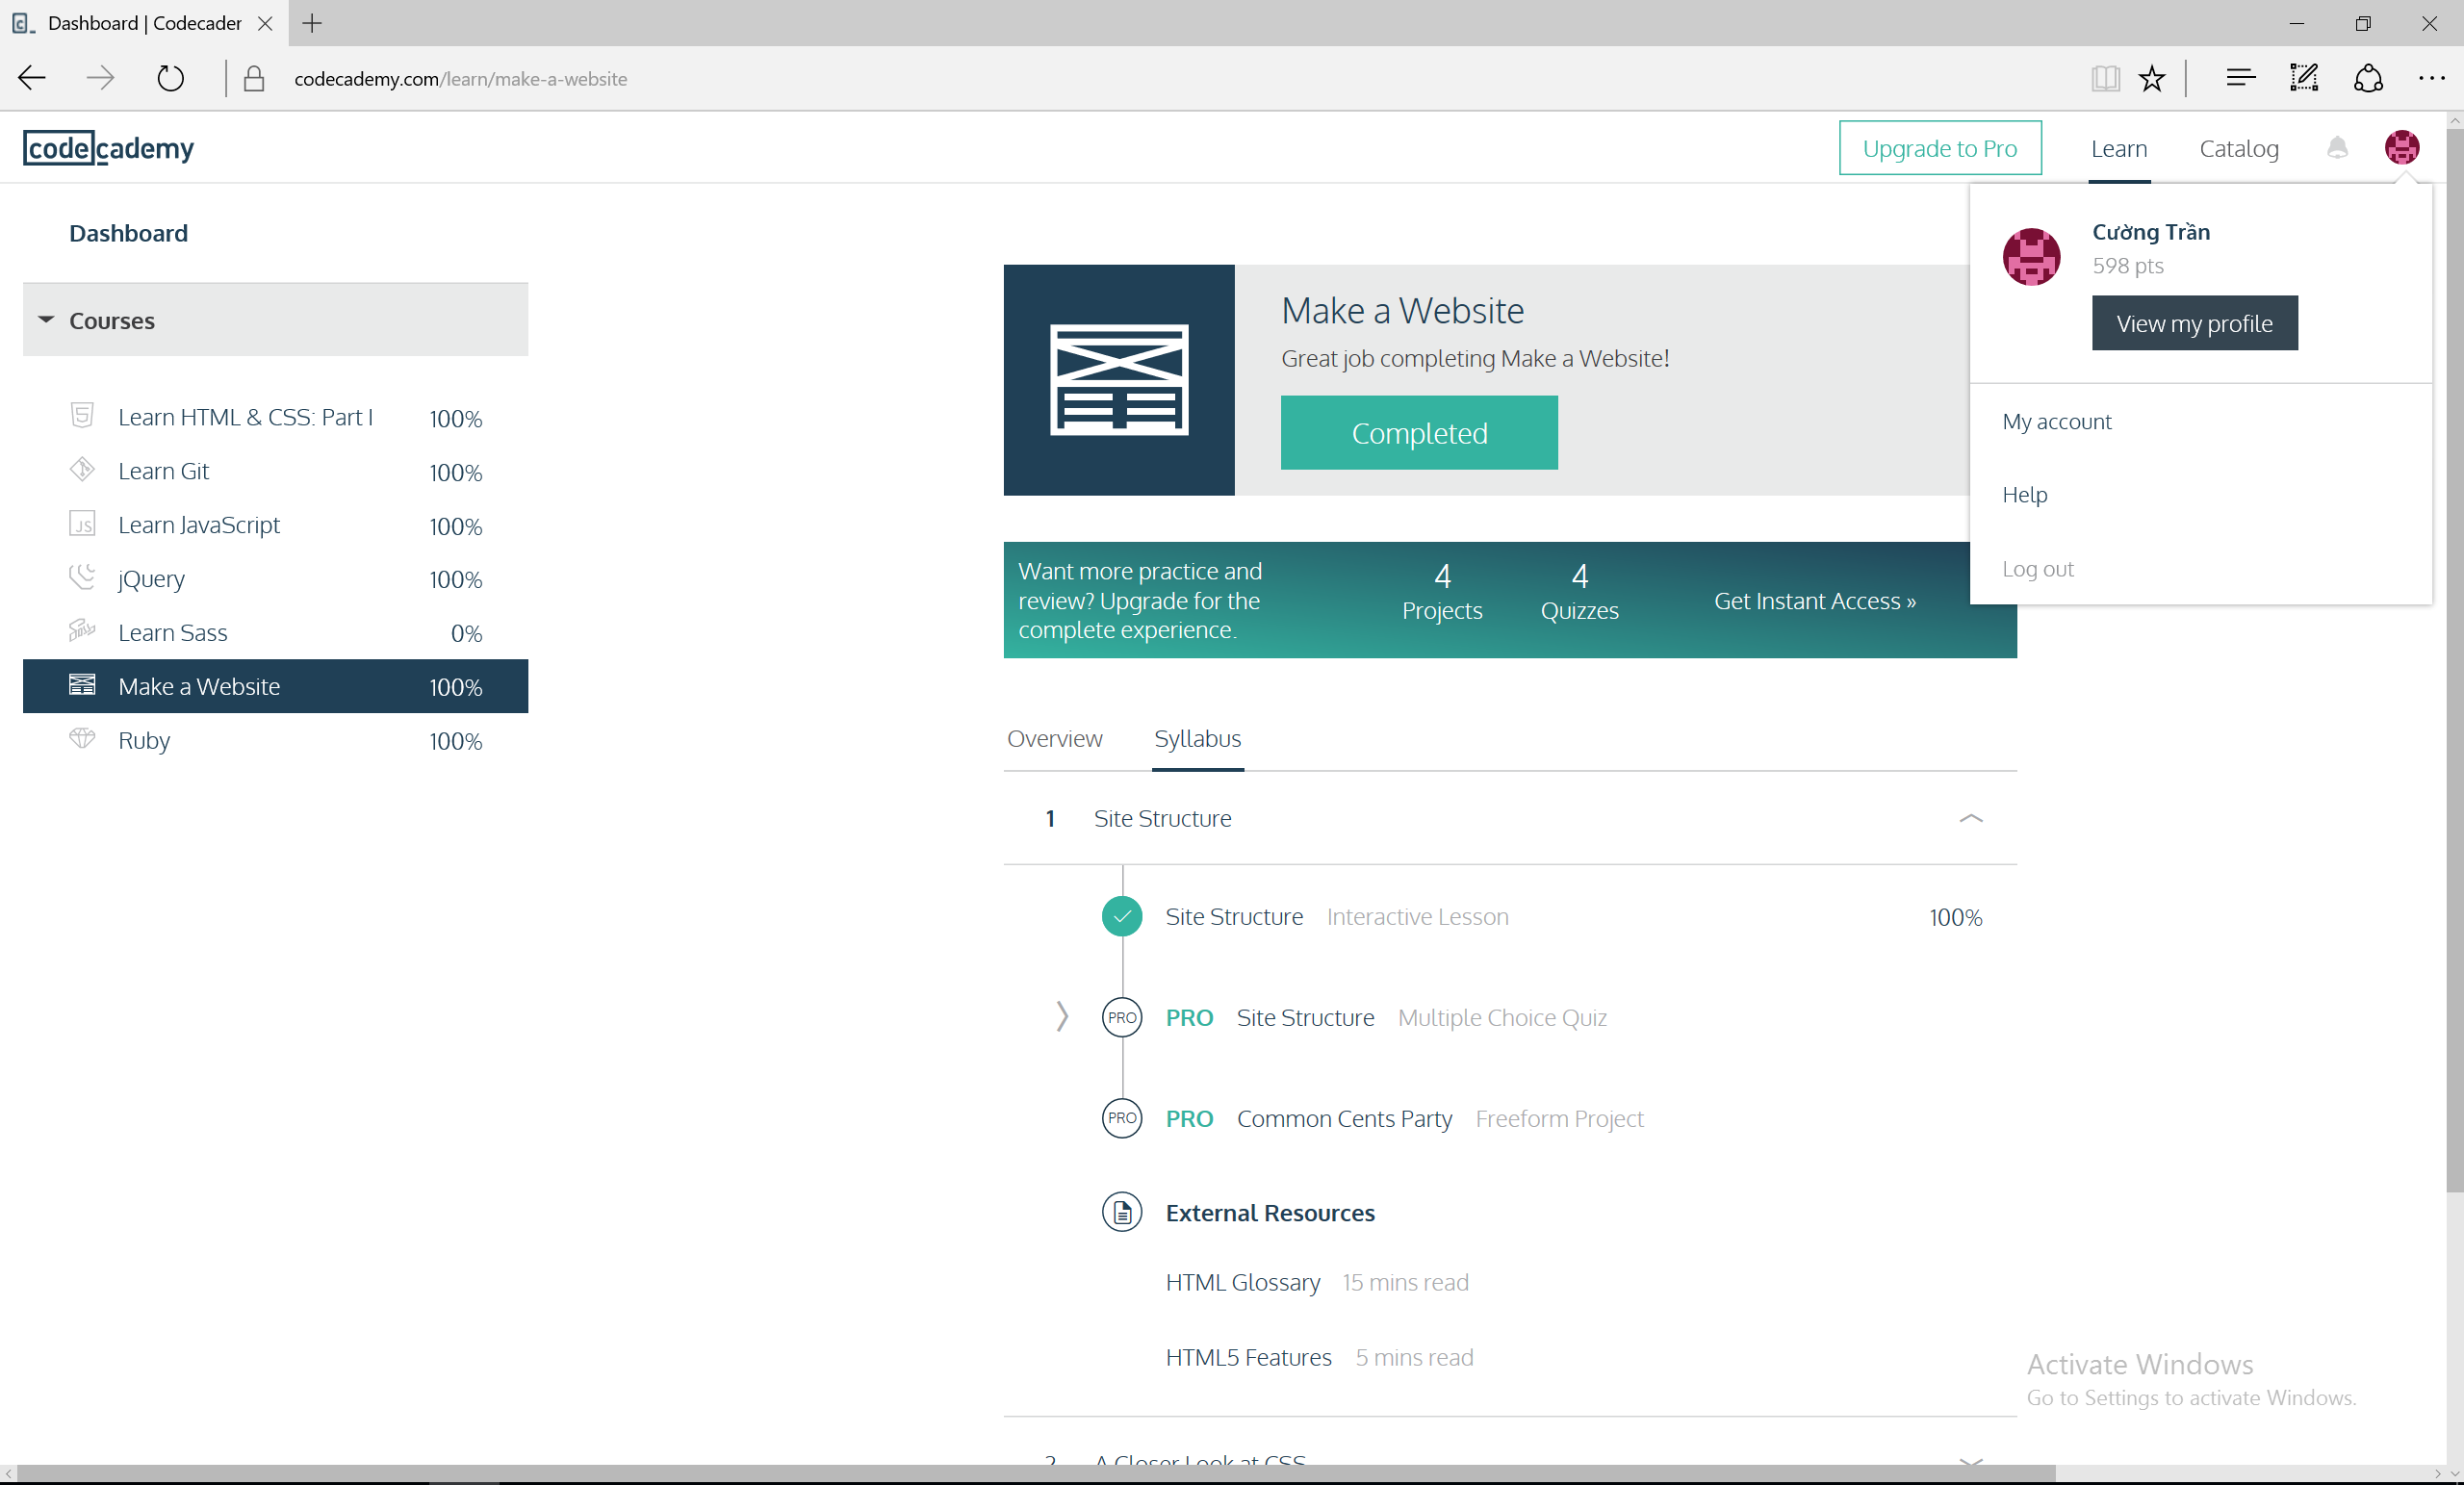 Dashboard | Codecader
codecademy.com/learn/make-a-website
codecademy
Upgrade to Pro
Learn
Catalog
Cường Trần
598 pts
View my profile
My account
Help
Log out
Dashboard
Courses
Learn HTML & CSS: Part I 100%
Learn Git 100%
JS Learn JavaScript 100%
jQuery 100%
Learn Sass 0%
Make a Website 100%
Ruby 100%
Make a Website
Great job completing Make a Website!
Completed
Want more practice and
review? Upgrade for the
complete experience.
4
Projects
4
Quizzes
Get Instant Access »
Overview
Syllabus
1 Site Structure
Site Structure Interactive Lesson 100%
PRO PRO Site Structure Multiple Choice Quiz
PRO PRO Common Cents Party Freeform Project
External Resources
HTML Glossary 15 mins read
HTML5 Features 5 mins read
2 A Closer Look at CSS
Activate Windows
Go to Settings to activate Windows.